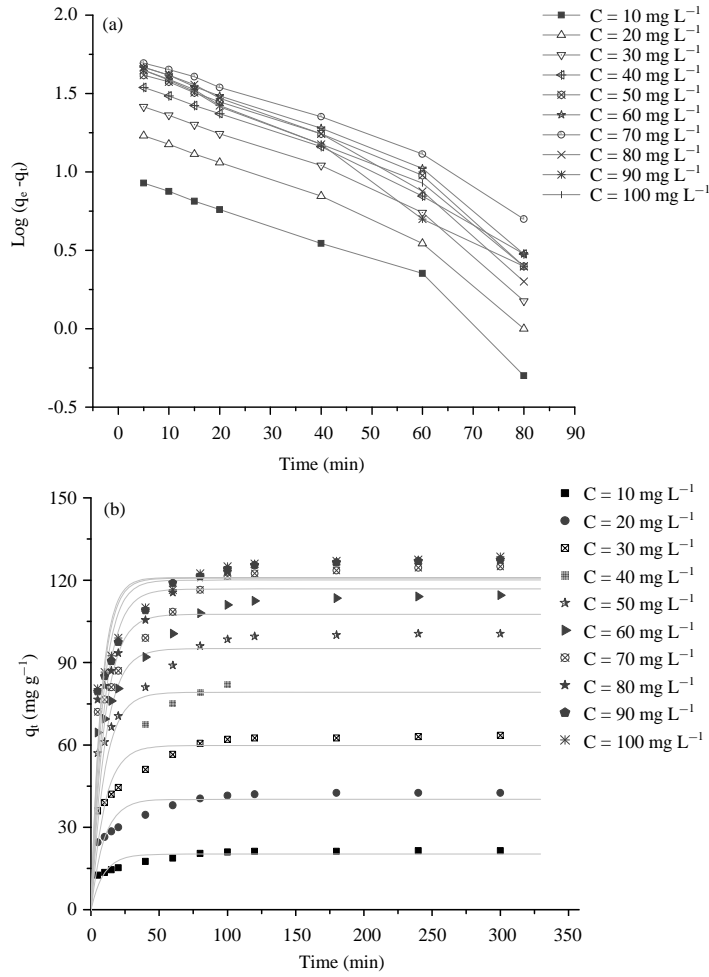 (a)
2.0
1.5
1.0
0.5
0.0
-0.5
Log (qₑ -qₜ)
0 10 20 30 40 50 60 70 80 90
Time (min)
C = 10 mg L⁻¹
C = 20 mg L⁻¹
C = 30 mg L⁻¹
C = 40 mg L⁻¹
C = 50 mg L⁻¹
C = 60 mg L⁻¹
C = 70 mg L⁻¹
C = 80 mg L⁻¹
C = 90 mg L⁻¹
C = 100 mg L⁻¹
(b)
150
120
90
60
30
0
qₜ (mg g⁻¹)
0 50 100 150 200 250 300 350
Time (min)
C = 10 mg L⁻¹
C = 20 mg L⁻¹
C = 30 mg L⁻¹
C = 40 mg L⁻¹
C = 50 mg L⁻¹
C = 60 mg L⁻¹
C = 70 mg L⁻¹
C = 80 mg L⁻¹
C = 90 mg L⁻¹
C = 100 mg L⁻¹